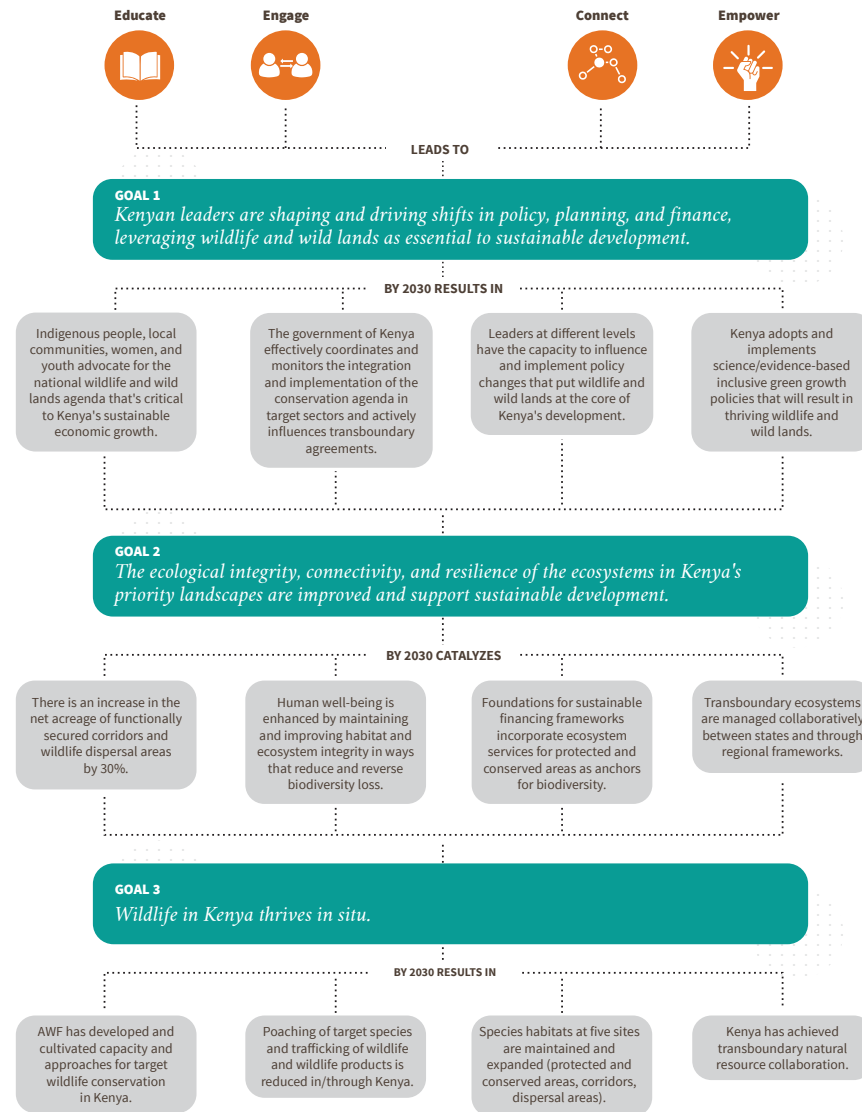 Educate
Engage
Connect
Empower
LEADS TO
GOAL 1
Kenyan leaders are shaping and driving shifts in policy, planning, and finance,
leveraging wildlife and wild lands as essential to sustainable development.
BY 2030 RESULTS IN
Indigenous people, local
communities, women, and
youth advocate for the
national wildlife and wild
lands agenda that's critical
to Kenya's sustainable
economic growth.
The government of Kenya
effectively coordinates and
monitors the integration
and implementation of the
conservation agenda in
target sectors and actively
influences transboundary
agreements.
Leaders at different levels
have the capacity to influence
and implement policy
changes that put wildlife and
wild lands at the core of
Kenya's development.
Kenya adopts and
implements
science/evidence-based
inclusive green growth
policies that will result in
thriving wildlife and
wild lands.
GOAL 2
The ecological integrity, connectivity, and resilience of the ecosystems in Kenya's
priority landscapes are improved and support sustainable development.
BY 2030 CATALYZES
There is an increase in the
net acreage of functionally
secured corridors and
wildlife dispersal areas
by 30%.
Human well-being is
enhanced by maintaining
and improving habitat and
ecosystem integrity in ways
that reduce and reverse
biodiversity loss.
Foundations for sustainable
financing frameworks
incorporate ecosystem
services for protected and
conserved areas as anchors
for biodiversity.
Transboundary ecosystems
are managed collaboratively
between states and through
regional frameworks.
GOAL 3
Wildlife in Kenya thrives in situ.
BY 2030 RESULTS IN
AWF has developed and
cultivated capacity and
approaches for target
wildlife conservation
in Kenya.
Poaching of target species
and trafficking of wildlife
and wildlife products is
reduced in/through Kenya.
Species habitats at five sites
are maintained and
expanded (protected and
conserved areas, corridors,
dispersal areas).
Kenya has achieved
transboundary natural
resource collaboration.